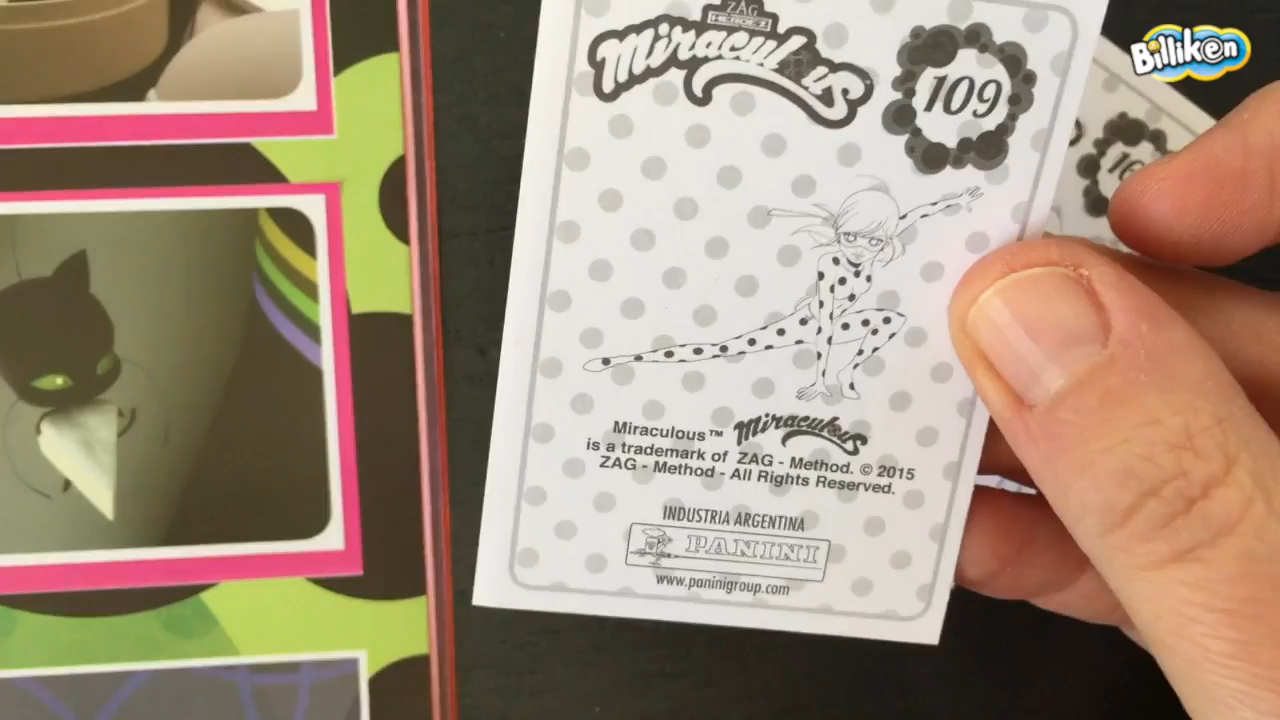 Billiken
ZAG
HEROEZ
Miraculous
109
Miraculous™ Miraculous
is a trademark of ZAG - Method. © 2015
ZAG - Method - All Rights Reserved.
INDUSTRIA ARGENTINA
PANINI
www.paninigroup.com